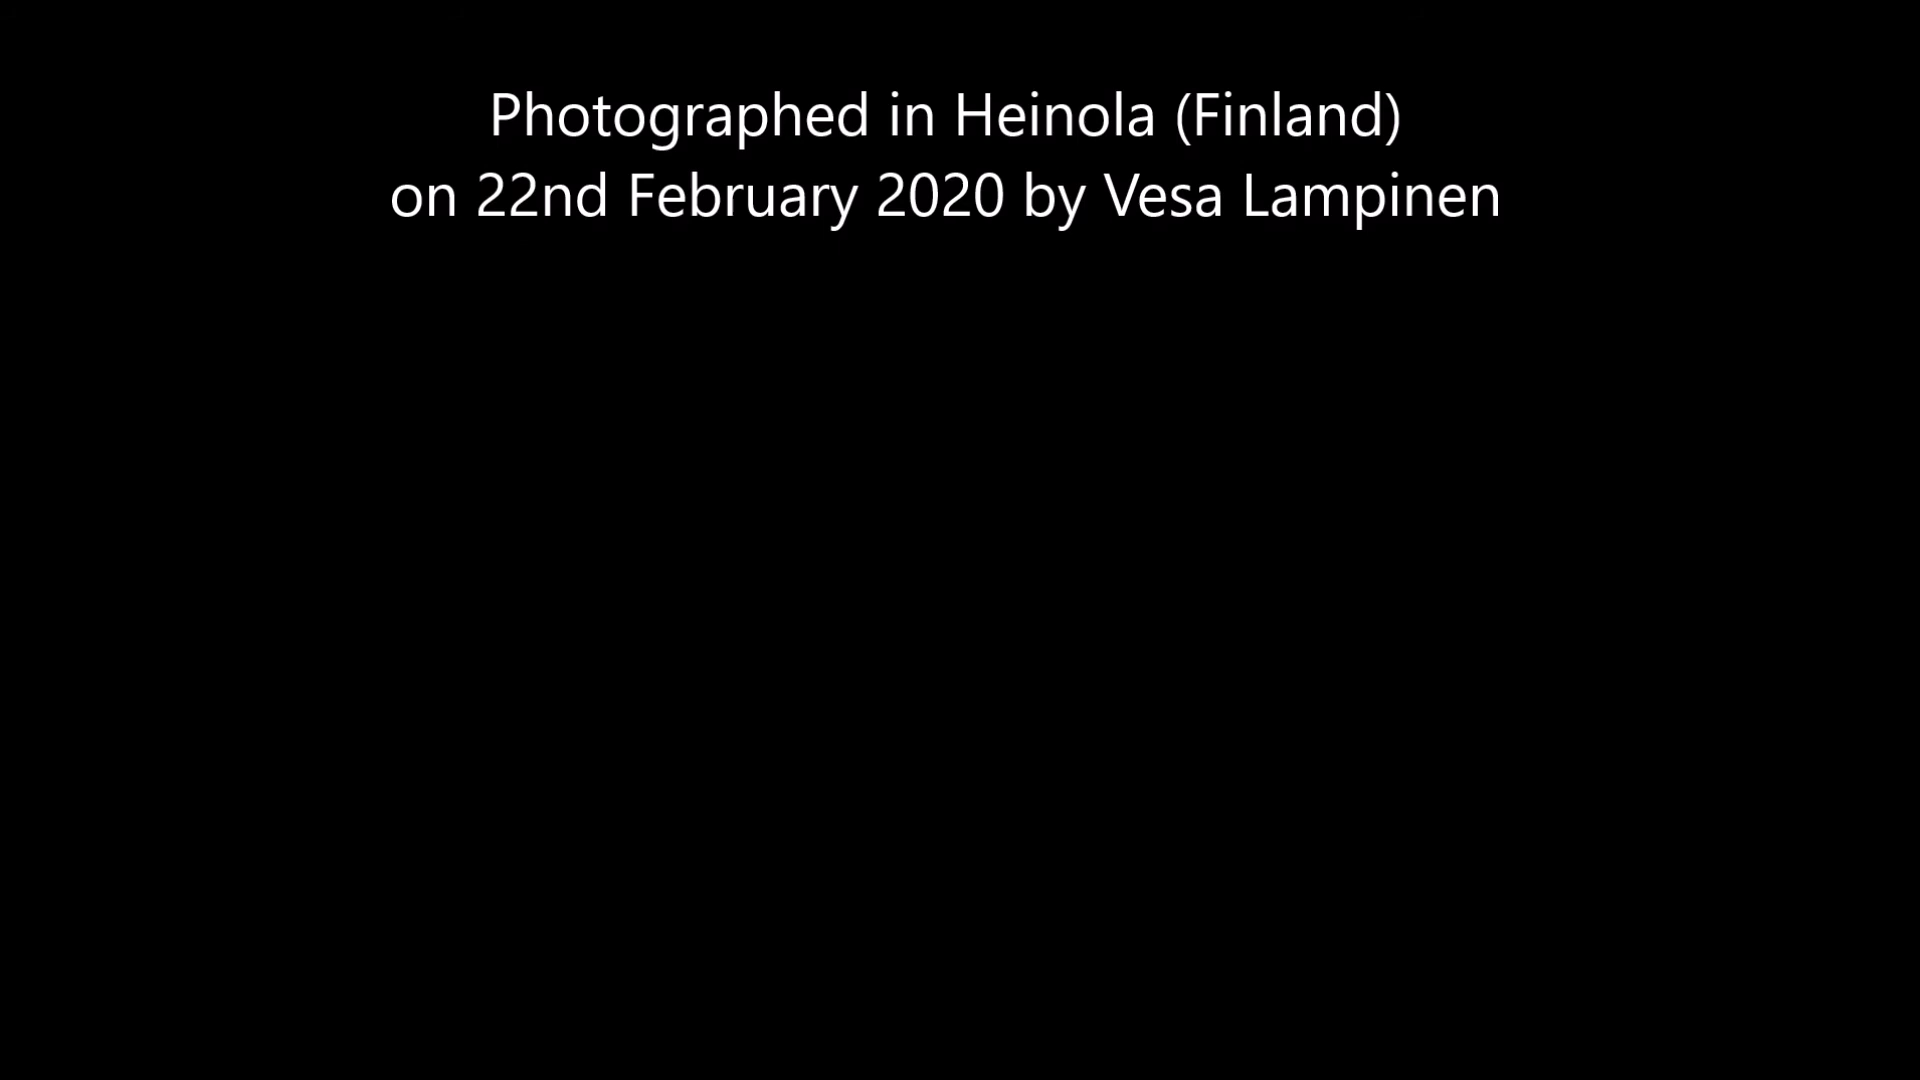 Photographed in Heinola (Finland)
on 22nd February 2020 by Vesa Lampinen